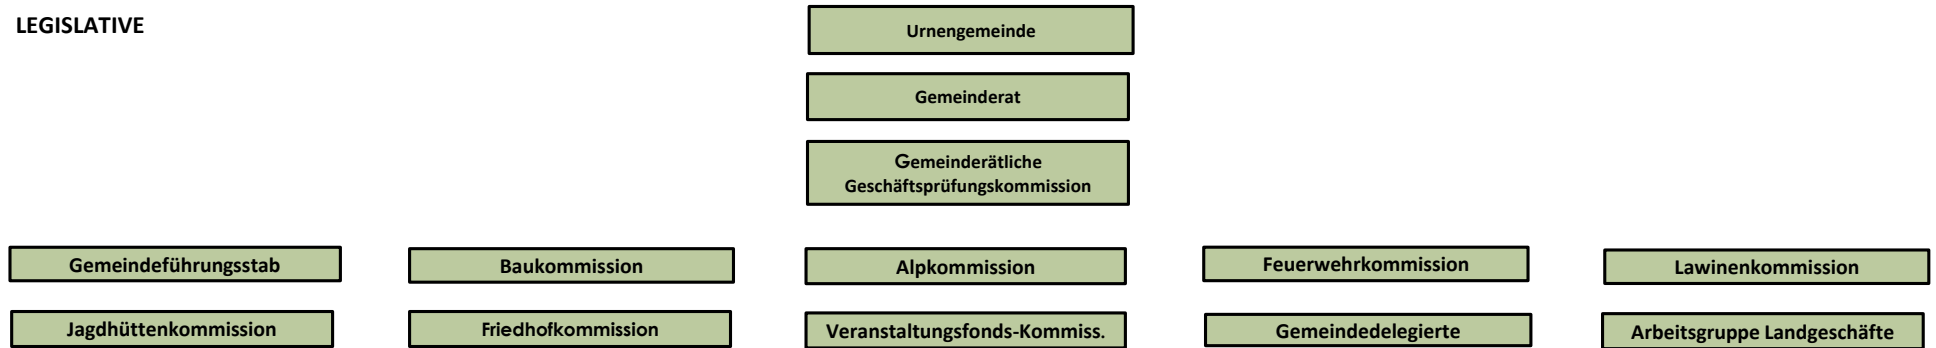 LEGISLATIVE
Urnengemeinde
Gemeinderat
Gemeinderätliche
Geschäftsprüfungskommission
Gemeindeführungsstab
Baukommission
Alpkommission
Feuerwehrkommission
Lawinenkommission
Jagdhüttenkommission
Friedhofkommission
Veranstaltungsfonds-Kommiss.
Gemeindedelegierte
Arbeitsgruppe Landgeschäfte